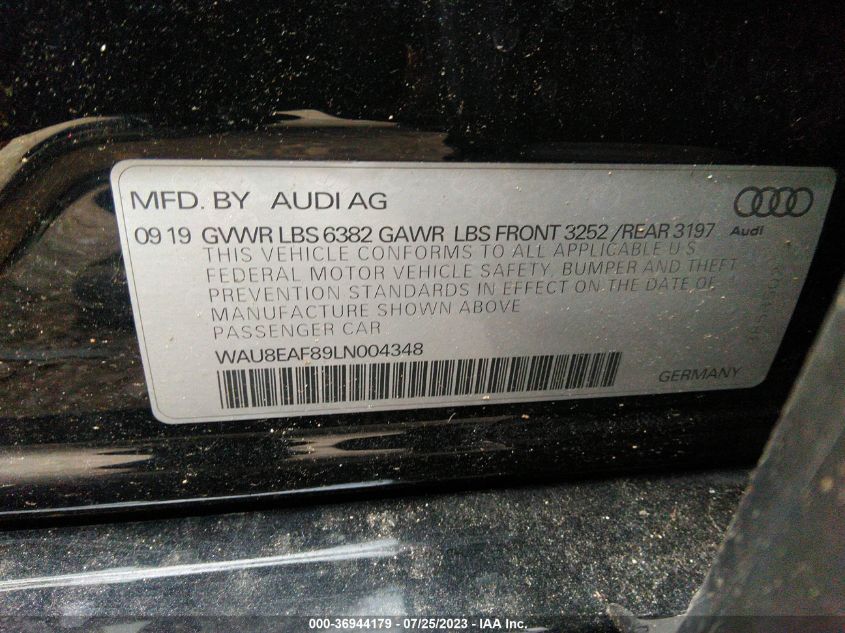 MFD. BY AUDI AG
09 19 GVWR LBS 6382 GAWR LBS FRONT 3252 /REAR 3197
Audi
THIS VEHICLE CONFORMS TO ALL APPLICABLE U S
FEDERAL MOTOR VEHICLE SAFETY, BUMPER AND THEFT
PREVENTION STANDARDS IN EFFECT ON THE DATE OF
MANUFACTURE SHOWN ABOVE
PASSENGER CAR
WAU8EAF89LN004348
GERMANY
000-36944179 - 07/25/2023 - IAA Inc.